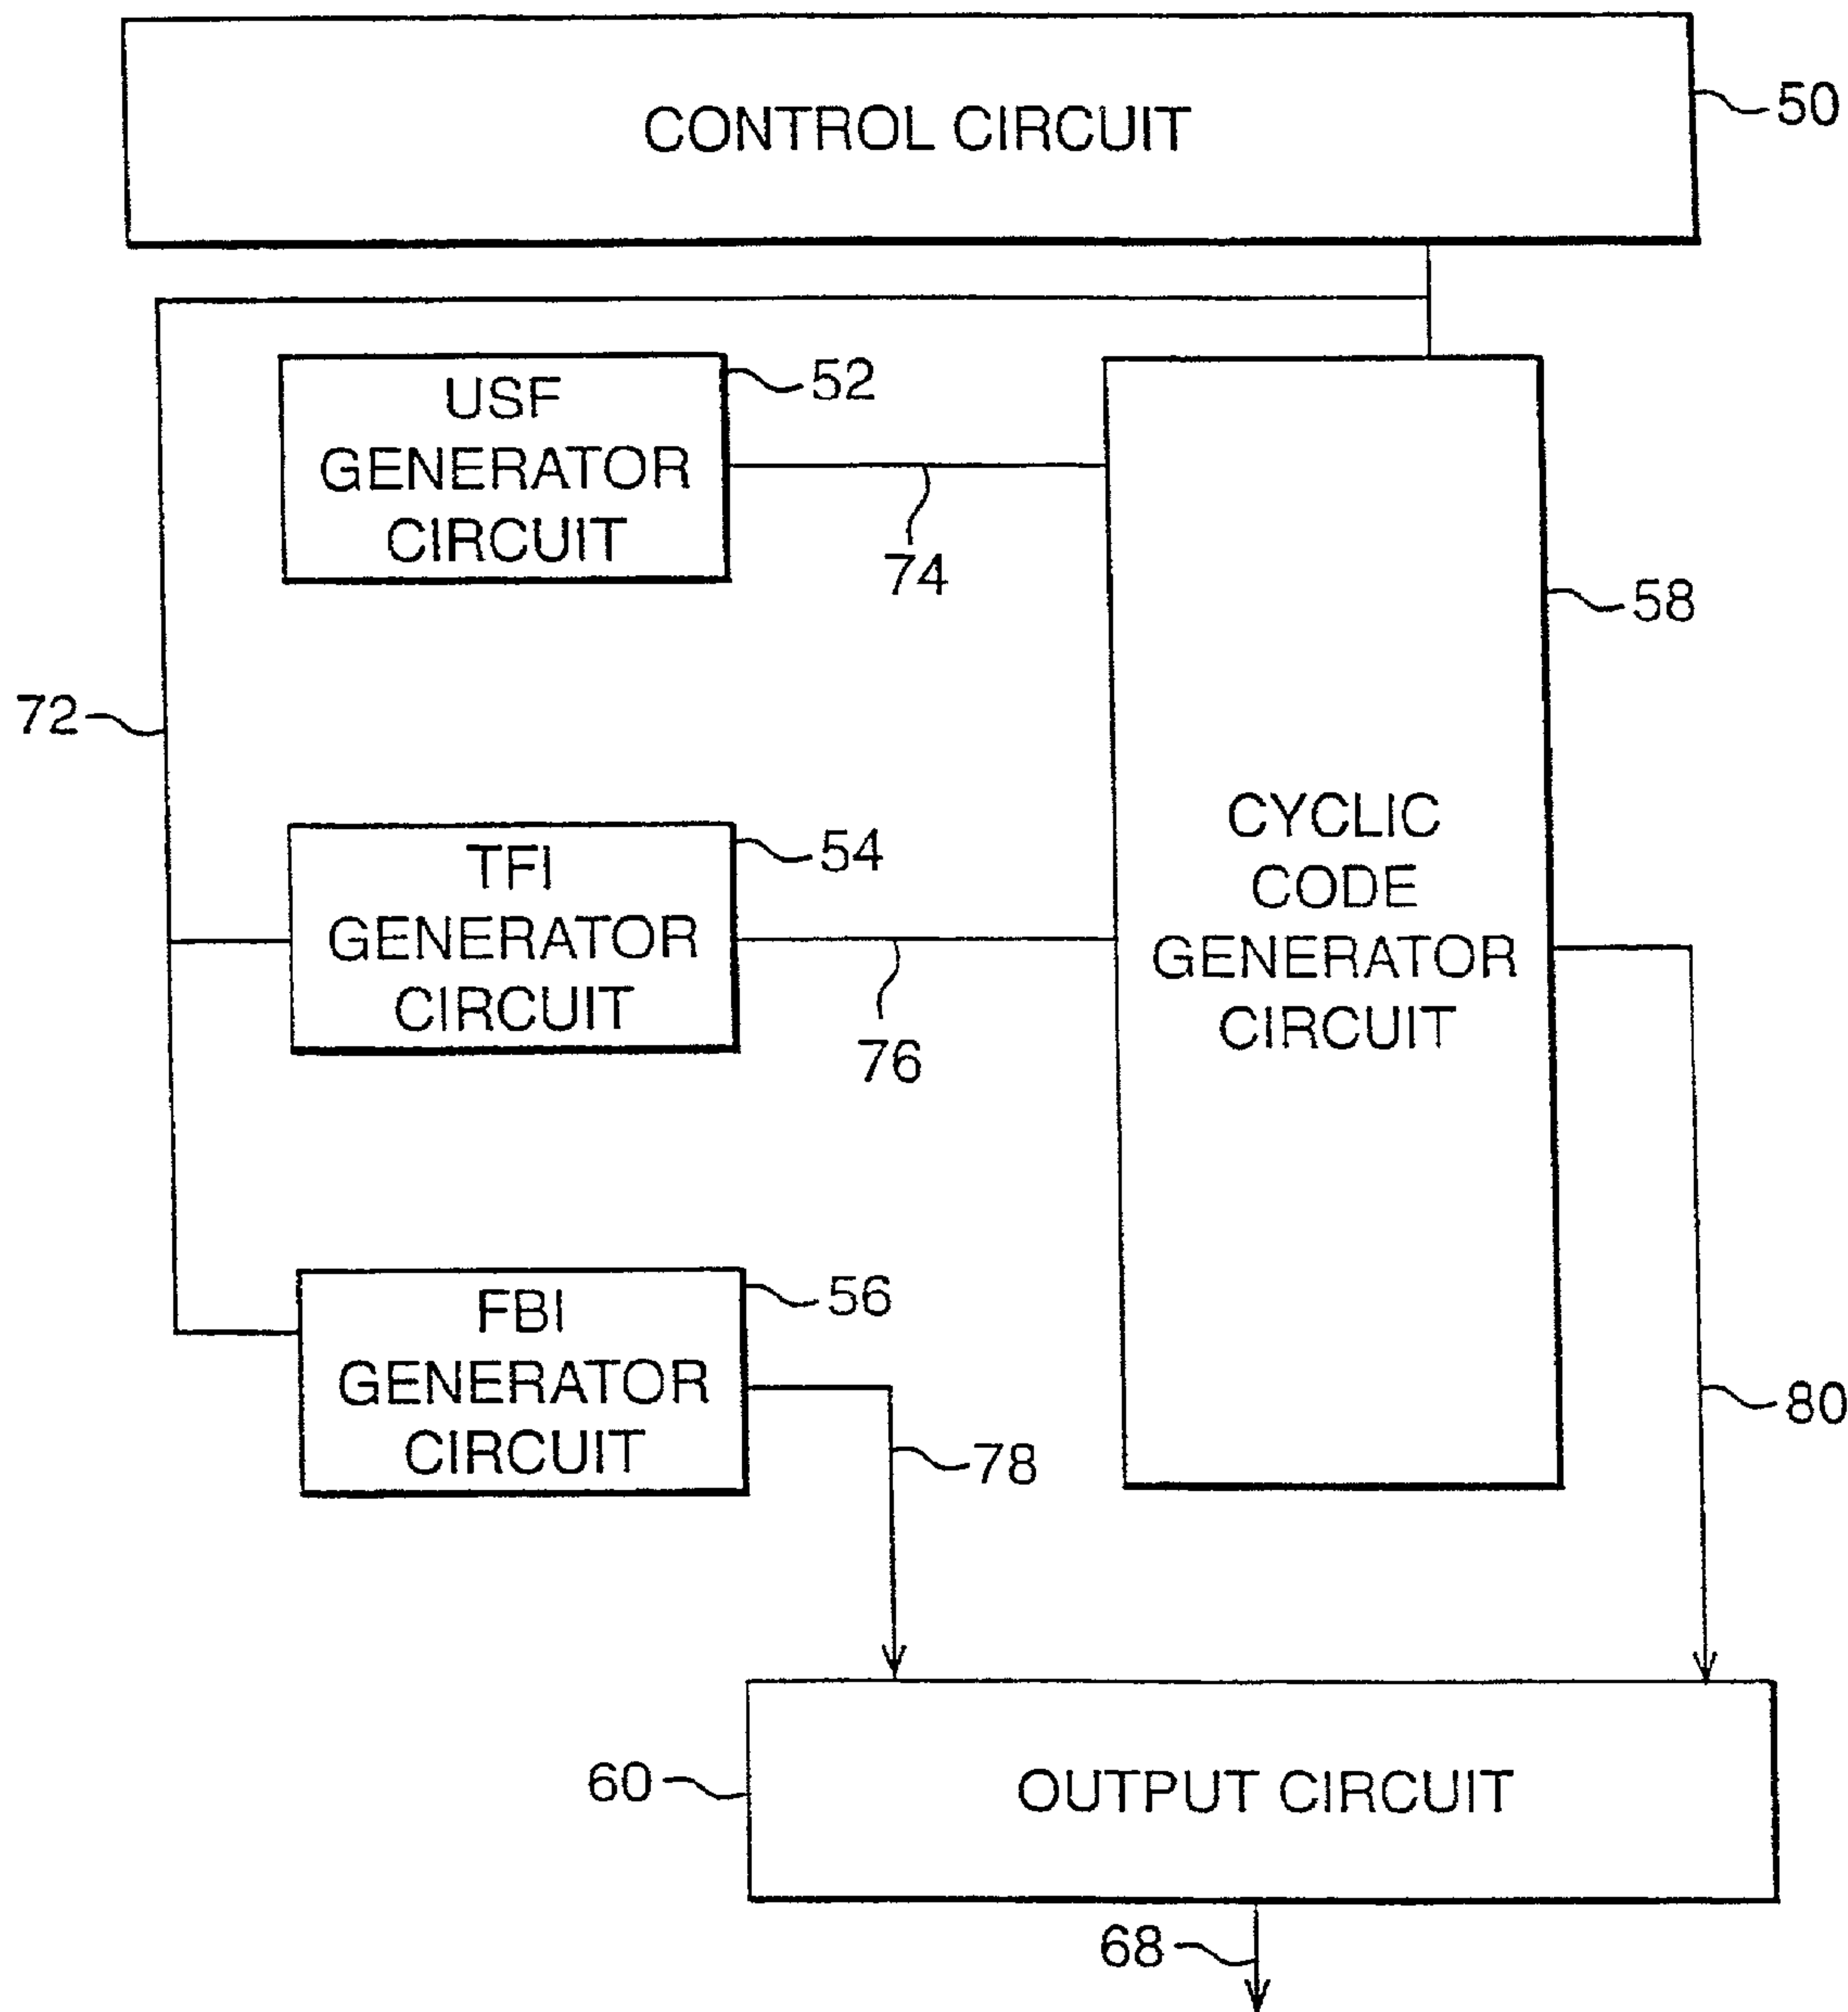 CONTROL CIRCUIT
50
USF
GENERATOR
CIRCUIT
52
74
58
72
TFI
GENERATOR
CIRCUIT
54
76
CYCLIC
CODE
GENERATOR
CIRCUIT
FBI
GENERATOR
CIRCUIT
56
78
80
60
OUTPUT CIRCUIT
68